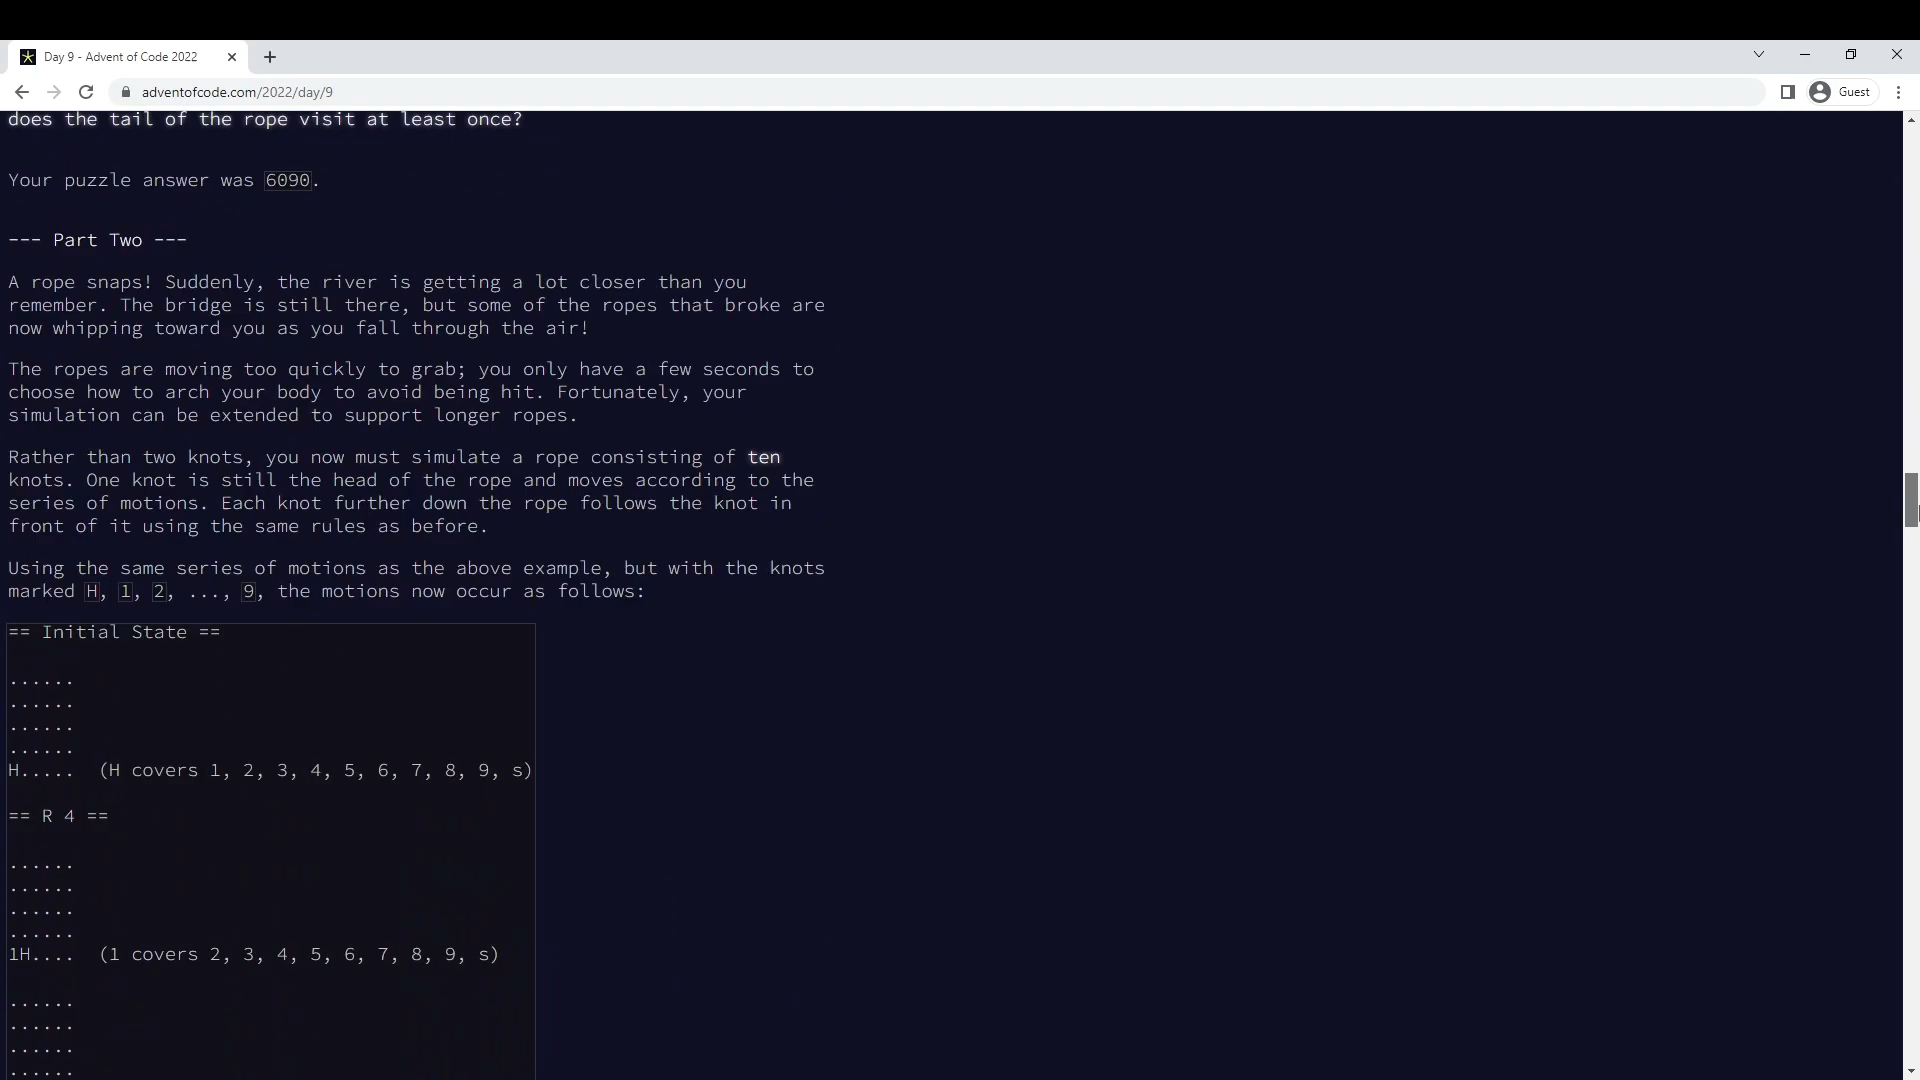 Day 9 - Advent of Code 2022
adventofcode.com/2022/day/9
Guest
does the tail of the rope visit at least once?
Your puzzle answer was 6090.
--- Part Two ---
A rope snaps! Suddenly, the river is getting a lot closer than you
remember. The bridge is still there, but some of the ropes that broke are
now whipping toward you as you fall through the air!
The ropes are moving too quickly to grab; you only have a few seconds to
choose how to arch your body to avoid being hit. Fortunately, your
simulation can be extended to support longer ropes.
Rather than two knots, you now must simulate a rope consisting of ten
knots. One knot is still the head of the rope and moves according to the
series of motions. Each knot further down the rope follows the knot in
front of it using the same rules as before.
Using the same series of motions as the above example, but with the knots
marked H, 1, 2, ..., 9, the motions now occur as follows:
== Initial State ==
......
......
......
......
H.....  (H covers 1, 2, 3, 4, 5, 6, 7, 8, 9, s)
== R 4 ==
......
......
......
......
1H....  (1 covers 2, 3, 4, 5, 6, 7, 8, 9, s)
......
......
......
......